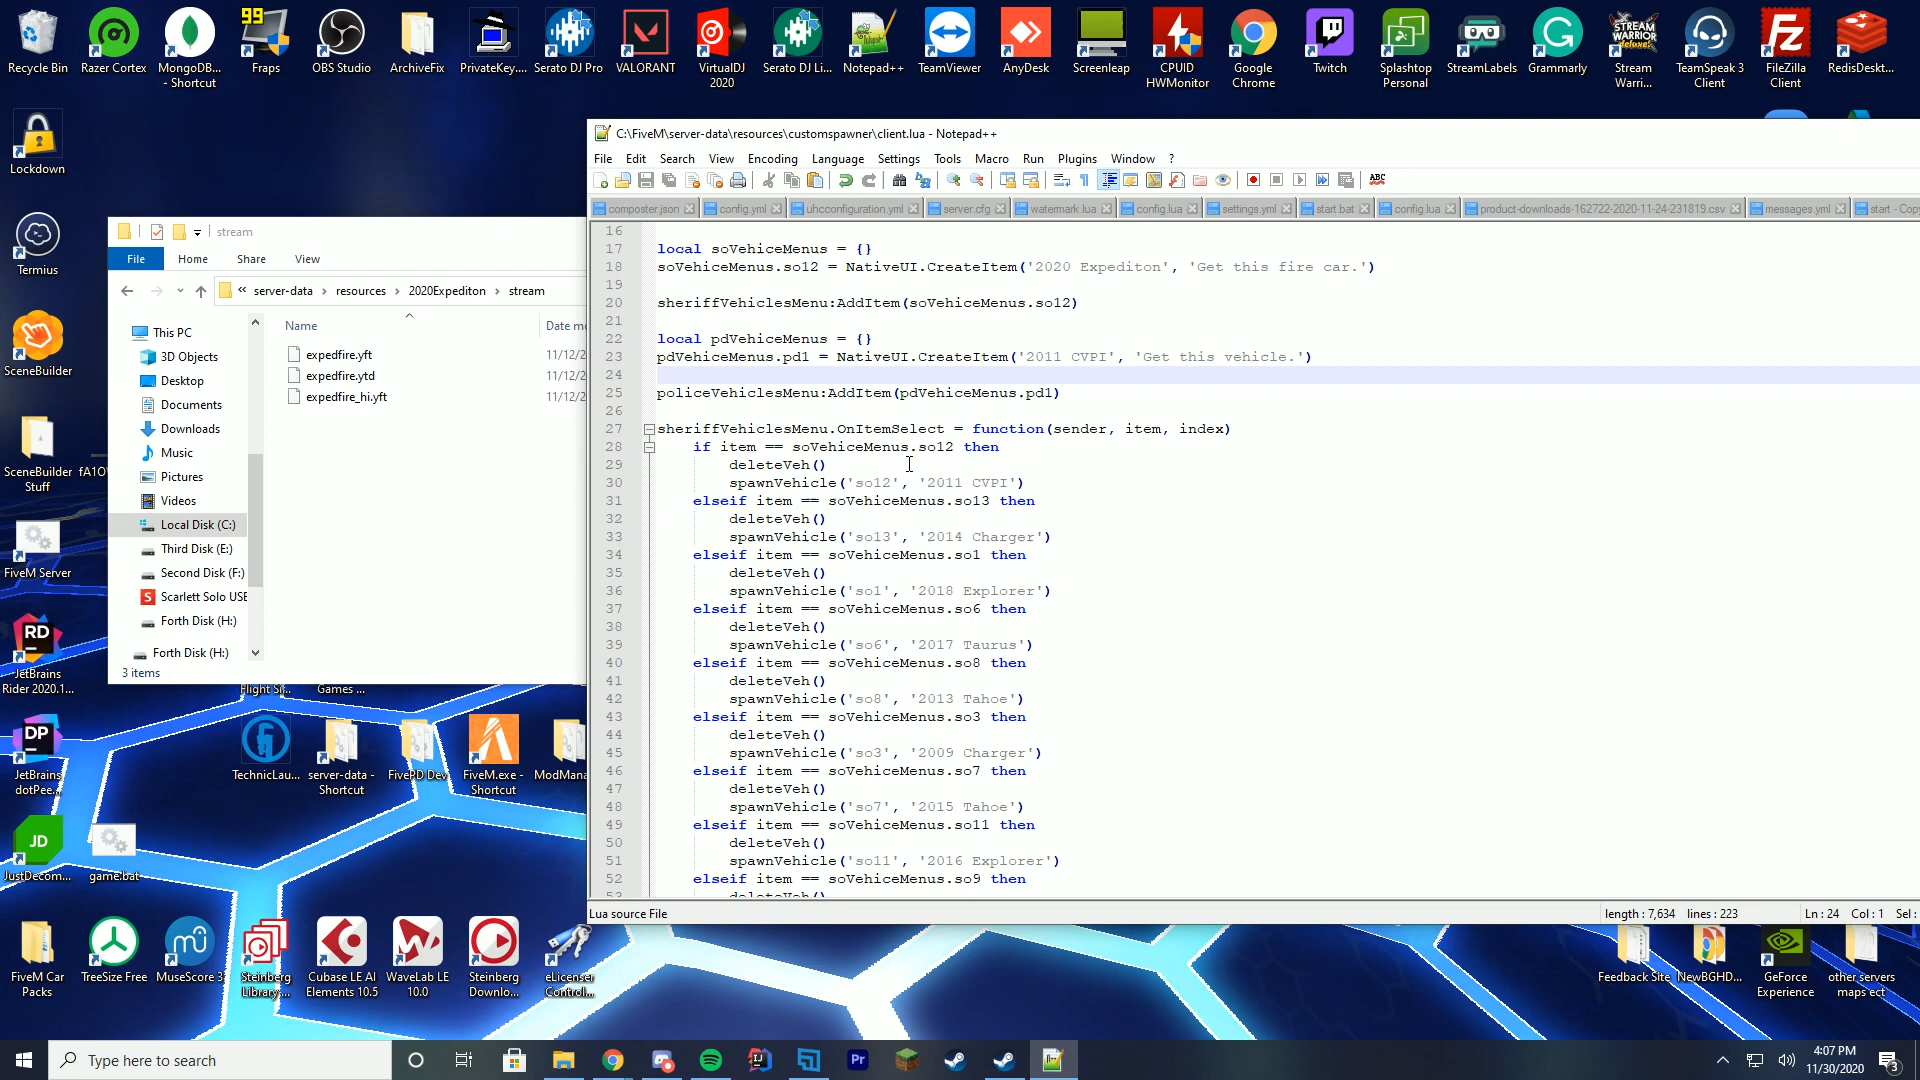 Recycle Bin
Razer Cortex
MongoDB... - Shortcut
99
Fraps
OBS Studio
ArchiveFix
PrivateKey....
Serato DJ Pro
VALORANT
VirtualDJ 2020
Serato DJ Li...
Notepad++
TeamViewer
AnyDesk
Screenleap
CPUID HWMonitor
Google Chrome
Twitch
Splashtop Personal
StreamLabels
Grammarly
Stream Warri...
TeamSpeak 3 Client
FileZilla Client
RedisDeskt...
Lockdown
Termius
SceneBuilder
SceneBuilder Stuff
FiveM Server
JetBrains Rider 2020.1...
JetBrains dotPee...
JustDecom...
game.bat
FiveM Car Packs
TreeSize Free
MuseScore 3
Steinberg Library...
Cubase LE AI Elements 10.5
WaveLab LE 10.0
Steinberg Downlo...
eLicenser Control...
TechnicLau...
server-data - Shortcut
FivePD Dev
FiveM.exe - Shortcut
Flight Si...
Games ...
Feedback Site
NewBGHD...
GeForce Experience
other servers maps ect
stream
File Home Share View
« server-data › resources › 2020Expediton › stream
This PC
3D Objects
Desktop
Documents
Downloads
Music
Pictures
Videos
Local Disk (C:)
Third Disk (E:)
Second Disk (F:)
Scarlett Solo USB
Forth Disk (H:)
Forth Disk (H:)
3 items
Name
expedfire.yft 11/12/2
expedfire.ytd 11/12/2
expedfire_hi.yft 11/12/2
C:\FiveM\server-data\resources\customspawner\client.lua - Notepad++
File Edit Search View Encoding Language Settings Tools Macro Run Plugins Window ?
composter.json config.yml uhcconfiguration.yml server.cfg watermark.lua config.lua settings.yml start.bat config.lua product-downloads-162722-2020-11-24-231819.csv messages.yml
16
17 local soVehiceMenus = {}
18 soVehiceMenus.so12 = NativeUI.CreateItem('2020 Expediton', 'Get this fire car.')
19
20 sheriffVehiclesMenu:AddItem(soVehiceMenus.so12)
21
22 local pdVehiceMenus = {}
23 pdVehiceMenus.pd1 = NativeUI.CreateItem('2011 CVPI', 'Get this vehicle.')
24
25 policeVehiclesMenu:AddItem(pdVehiceMenus.pd1)
26
27 sheriffVehiclesMenu.OnItemSelect = function(sender, item, index)
28 if item == soVehiceMenus.so12 then
29 deleteVeh()
30 spawnVehicle('so12', '2011 CVPI')
31 elseif item == soVehiceMenus.so13 then
32 deleteVeh()
33 spawnVehicle('so13', '2014 Charger')
34 elseif item == soVehiceMenus.so1 then
35 deleteVeh()
36 spawnVehicle('so1', '2018 Explorer')
37 elseif item == soVehiceMenus.so6 then
38 deleteVeh()
39 spawnVehicle('so6', '2017 Taurus')
40 elseif item == soVehiceMenus.so8 then
41 deleteVeh()
42 spawnVehicle('so8', '2013 Tahoe')
43 elseif item == soVehiceMenus.so3 then
44 deleteVeh()
45 spawnVehicle('so3', '2009 Charger')
46 elseif item == soVehiceMenus.so7 then
47 deleteVeh()
48 spawnVehicle('so7', '2015 Tahoe')
49 elseif item == soVehiceMenus.so11 then
50 deleteVeh()
51 spawnVehicle('so11', '2016 Explorer')
52 elseif item == soVehiceMenus.so9 then
53 deleteVeh()
Lua source File
length : 7,634 lines : 223
Ln : 24 Col : 1 Sel :
Type here to search
4:07 PM
11/30/2020
3